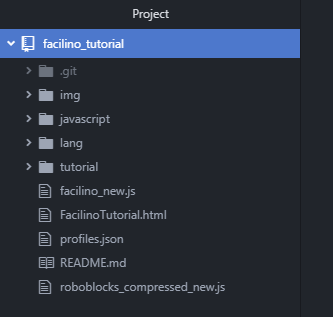 Project
facilino_tutorial
.git
img
javascript
lang
tutorial
facilino_new.js
FacilinoTutorial.html
profiles.json
README.md
roboblocks_compressed_new.js